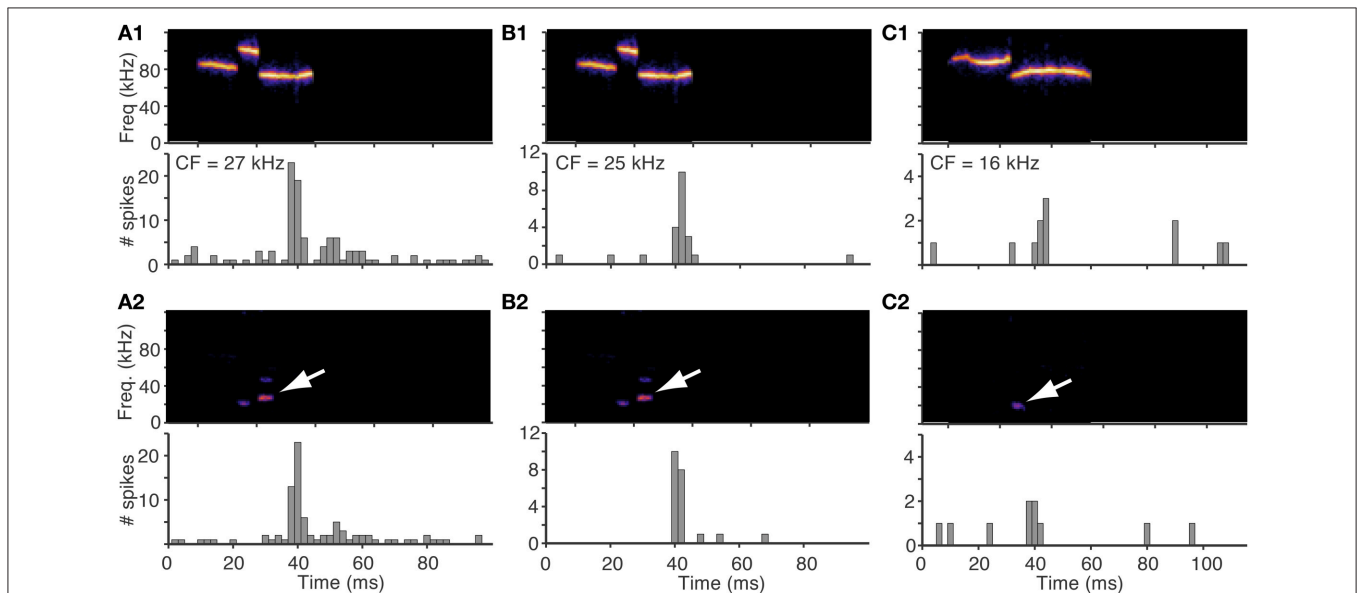 A1
B1
C1
Freq (kHz)
80
40
0
CF = 27 kHz
CF = 25 kHz
CF = 16 kHz
# spikes
20
10
0
12
8
4
0
4
2
0
A2
B2
C2
Freq. (kHz)
80
40
0
# spikes
20
10
0
12
8
4
0
4
2
0
0 20 40 60 80
0 20 40 60 80
0 20 40 60 80 100
Time (ms)
Time (ms)
Time (ms)